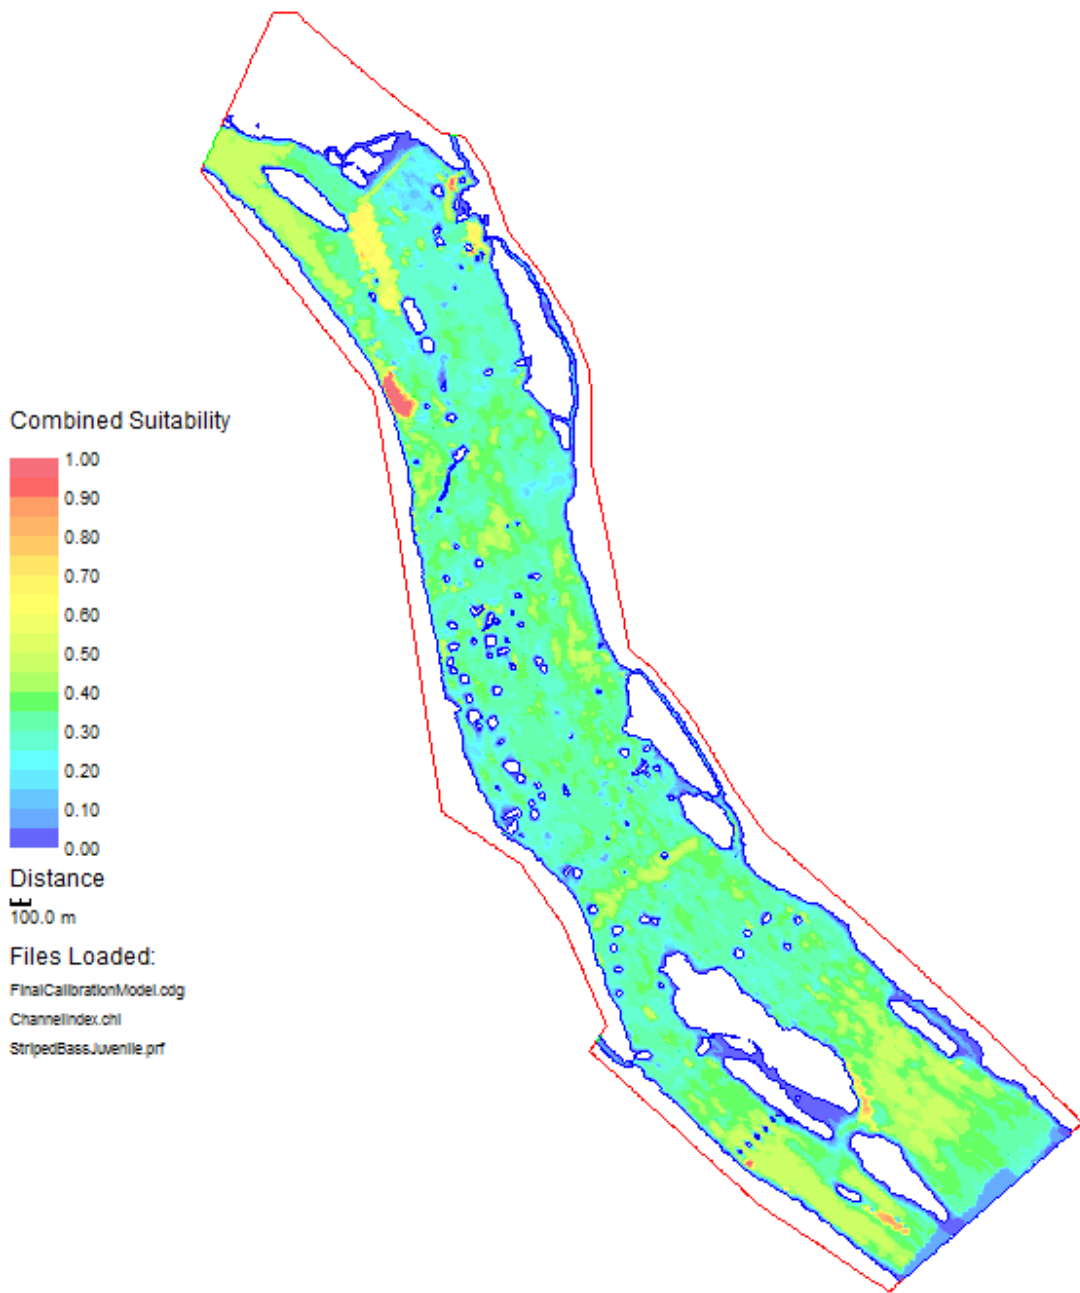 Combined Suitability
1.00
0.90
0.80
0.70
0.60
0.50
0.40
0.30
0.20
0.10
0.00
Distance
100.0 m
Files Loaded:
FinalCalibrationModel.cdg
ChannelIndex.chi
StripedBassJuvenile.prf